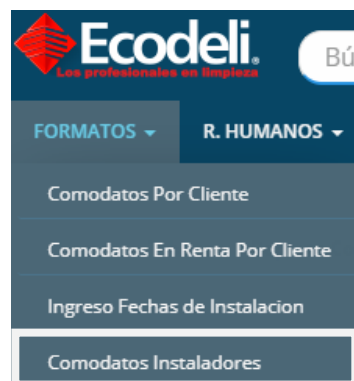 Ecodeli.
Los profesionales en limpieza
Bú
FORMATOS
R. HUMANOS
Comodatos Por Cliente
Comodatos En Renta Por Cliente
Ingreso Fechas de Instalacion
Comodatos Instaladores